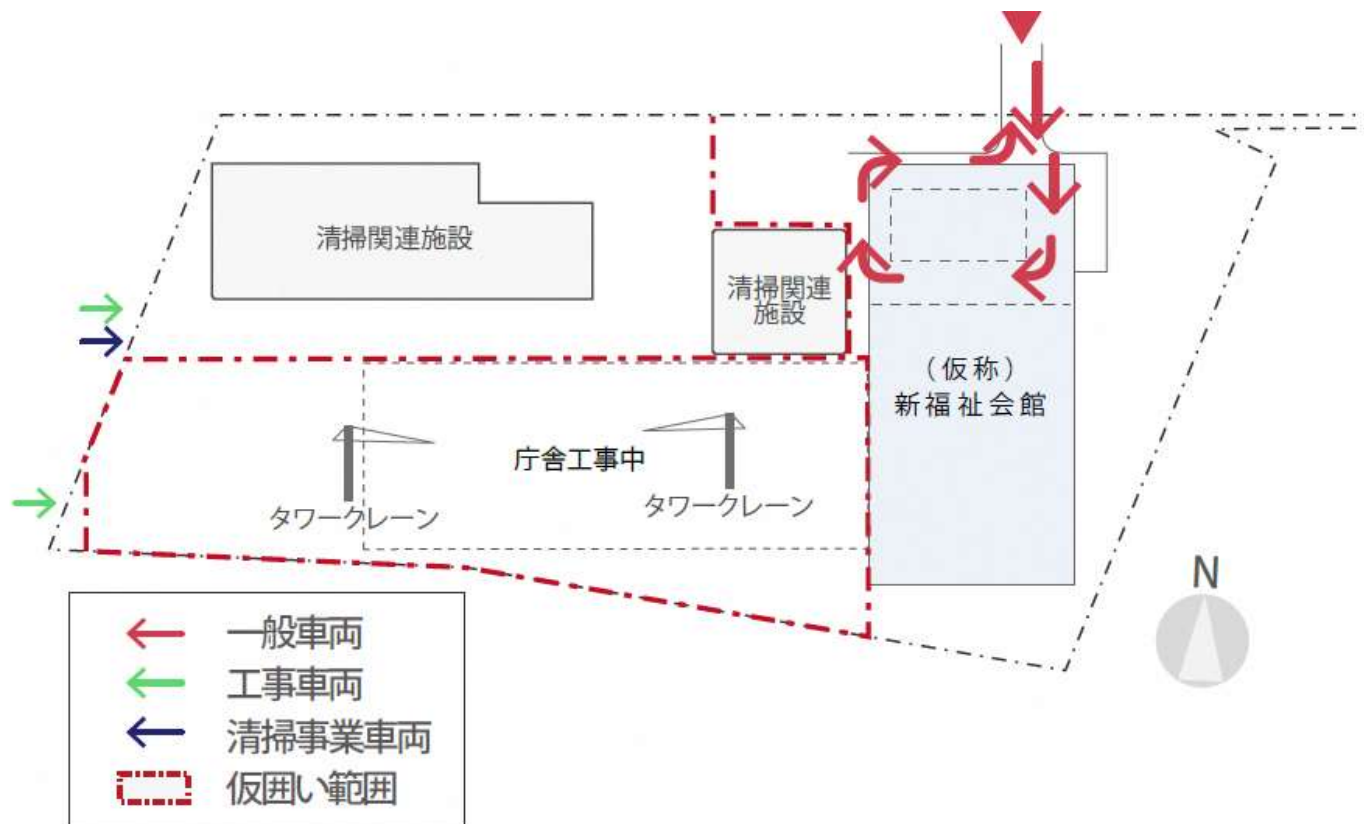 清掃関連施設
清掃関連
施設
(仮称)
新福祉会館
庁舎工事中
タワークレーン
タワークレーン
N
一般車両
工事車両
清掃事業車両
仮囲い範囲